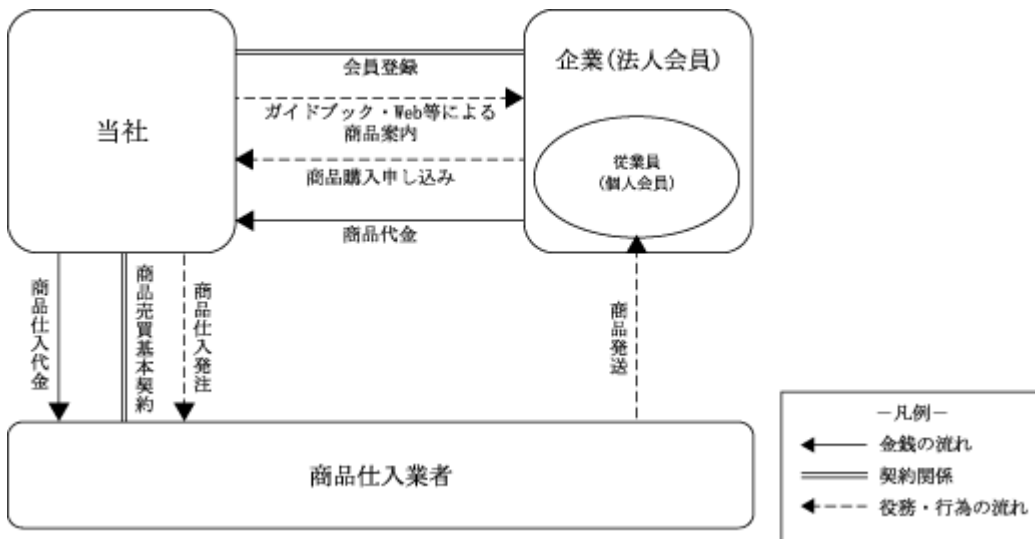 当社
企業(法人会員)
会員登録
ガイドブック・Web等による
商品案内
商品購入申し込み
従業員
(個人会員)
商品代金
商品仕入代金
商品売買基本契約
商品仕入発注
商品発送
商品仕入業者
－凡例－
金銭の流れ
契約関係
役務・行為の流れ